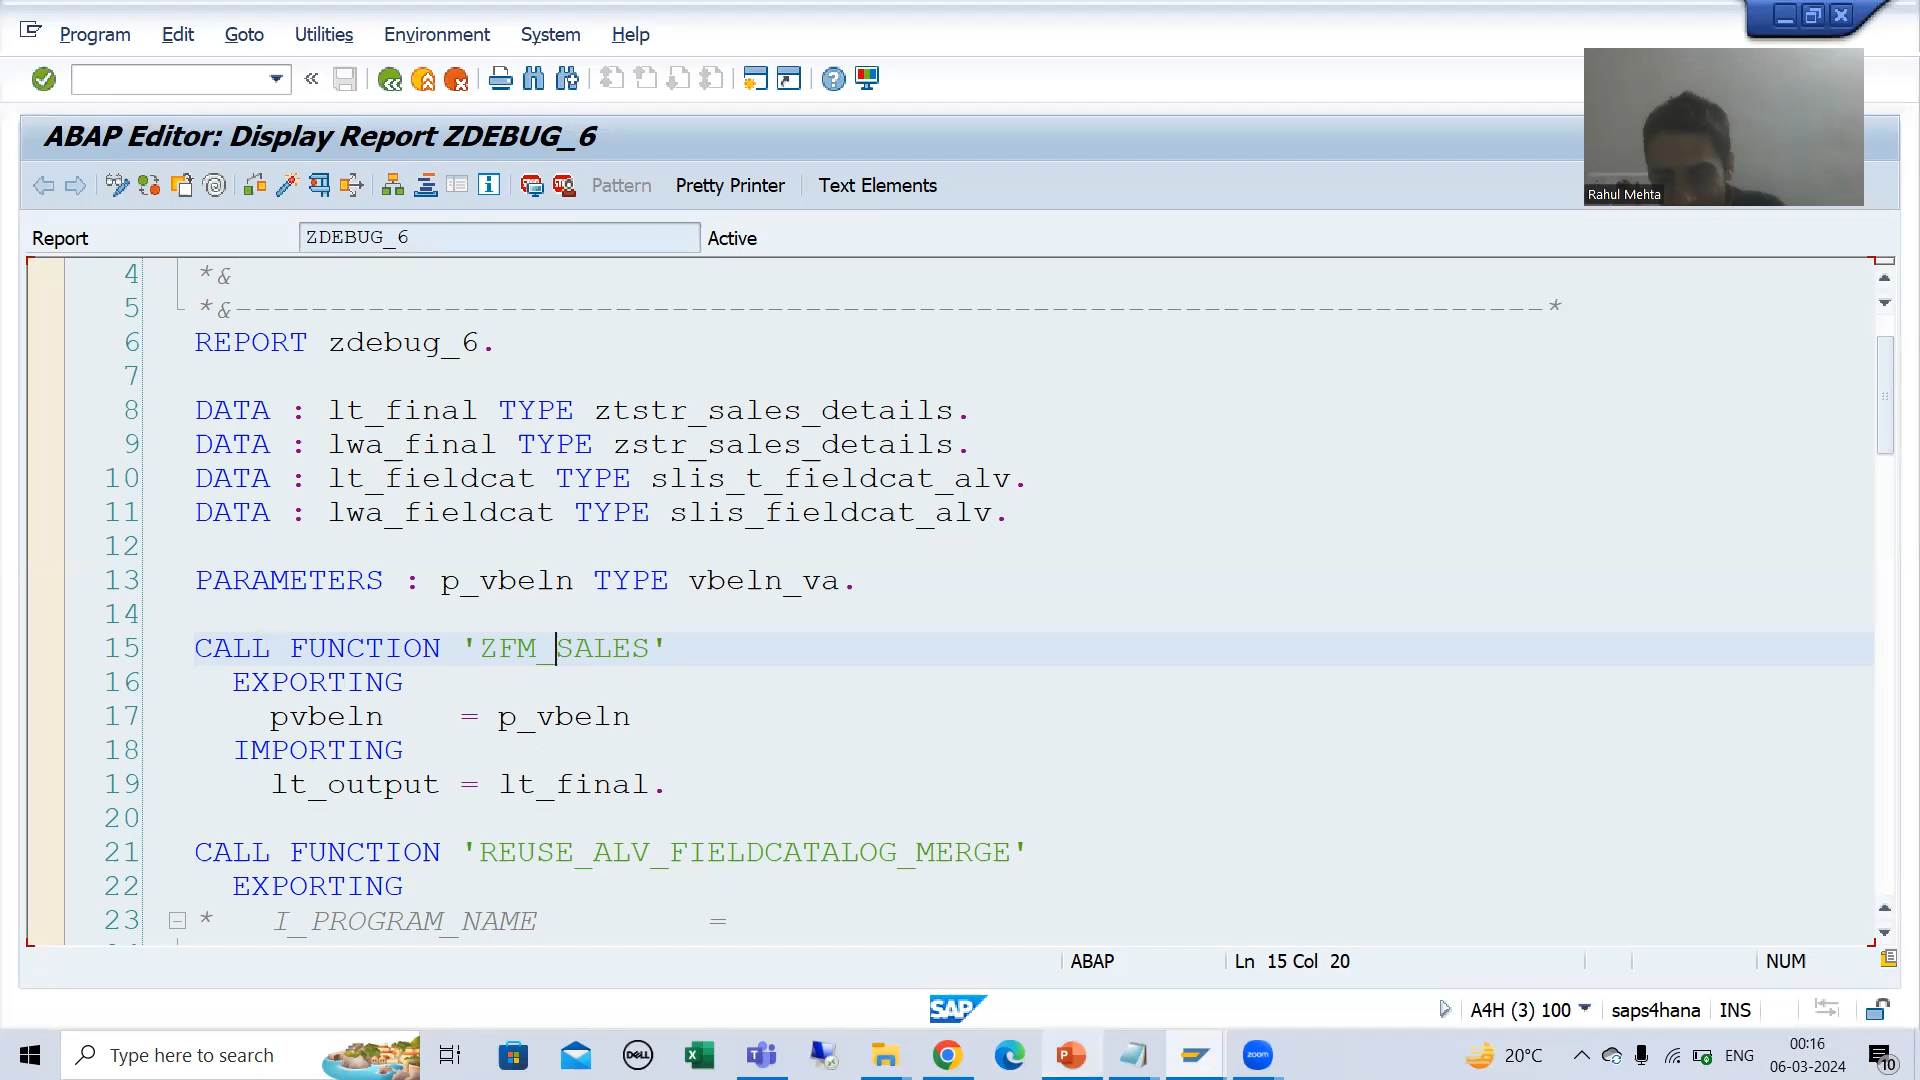 Program Edit Goto Utilities Environment System Help
ABAP Editor: Display Report ZDEBUG_6
Rahul Mehta
Pattern Pretty Printer Text Elements
Report ZDEBUG_6 Active
4 *&
5 *&---------------------------------------------------------------------*
6 REPORT zdebug_6.
7
8 DATA : lt_final TYPE ztstr_sales_details.
9 DATA : lwa_final TYPE zstr_sales_details.
10 DATA : lt_fieldcat TYPE slis_t_fieldcat_alv.
11 DATA : lwa_fieldcat TYPE slis_fieldcat_alv.
12
13 PARAMETERS : p_vbeln TYPE vbeln_va.
14
15 CALL FUNCTION 'ZFM_SALES'
16 EXPORTING
17 pvbeln = p_vbeln
18 IMPORTING
19 lt_output = lt_final.
20
21 CALL FUNCTION 'REUSE_ALV_FIELDCATALOG_MERGE'
22 EXPORTING
23 * I_PROGRAM_NAME =
ABAP Ln 15 Col 20 NUM
SAP A4H (3) 100 saps4hana INS
Type here to search DELL zoom 20°C ENG 00:16
06-03-2024 10